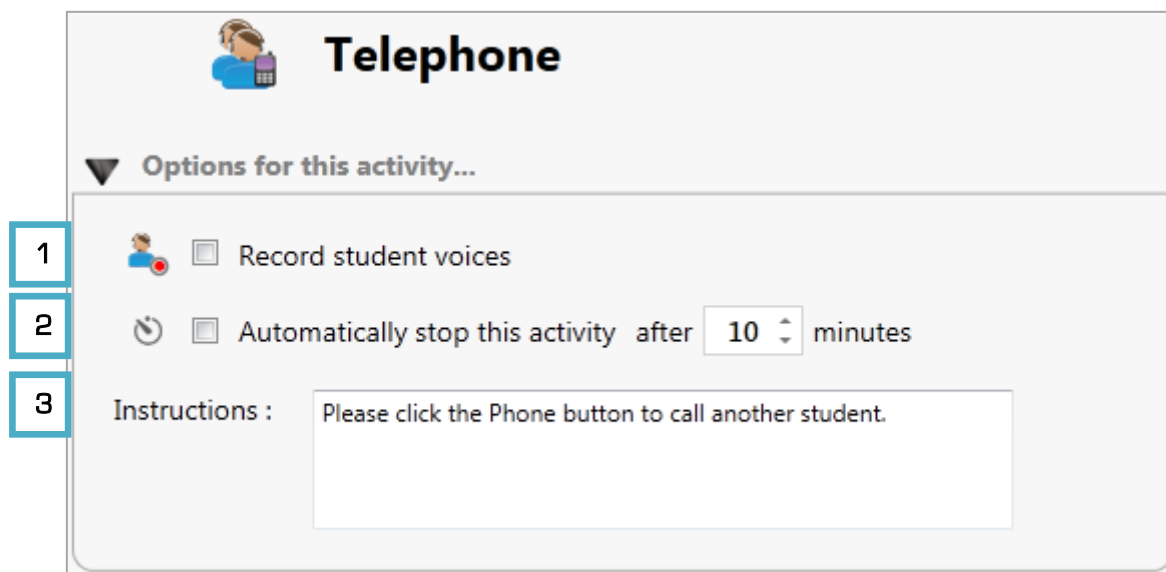 Telephone
Options for this activity...
1 Record student voices
2 Automatically stop this activity after 10 minutes
3 Instructions : Please click the Phone button to call another student.